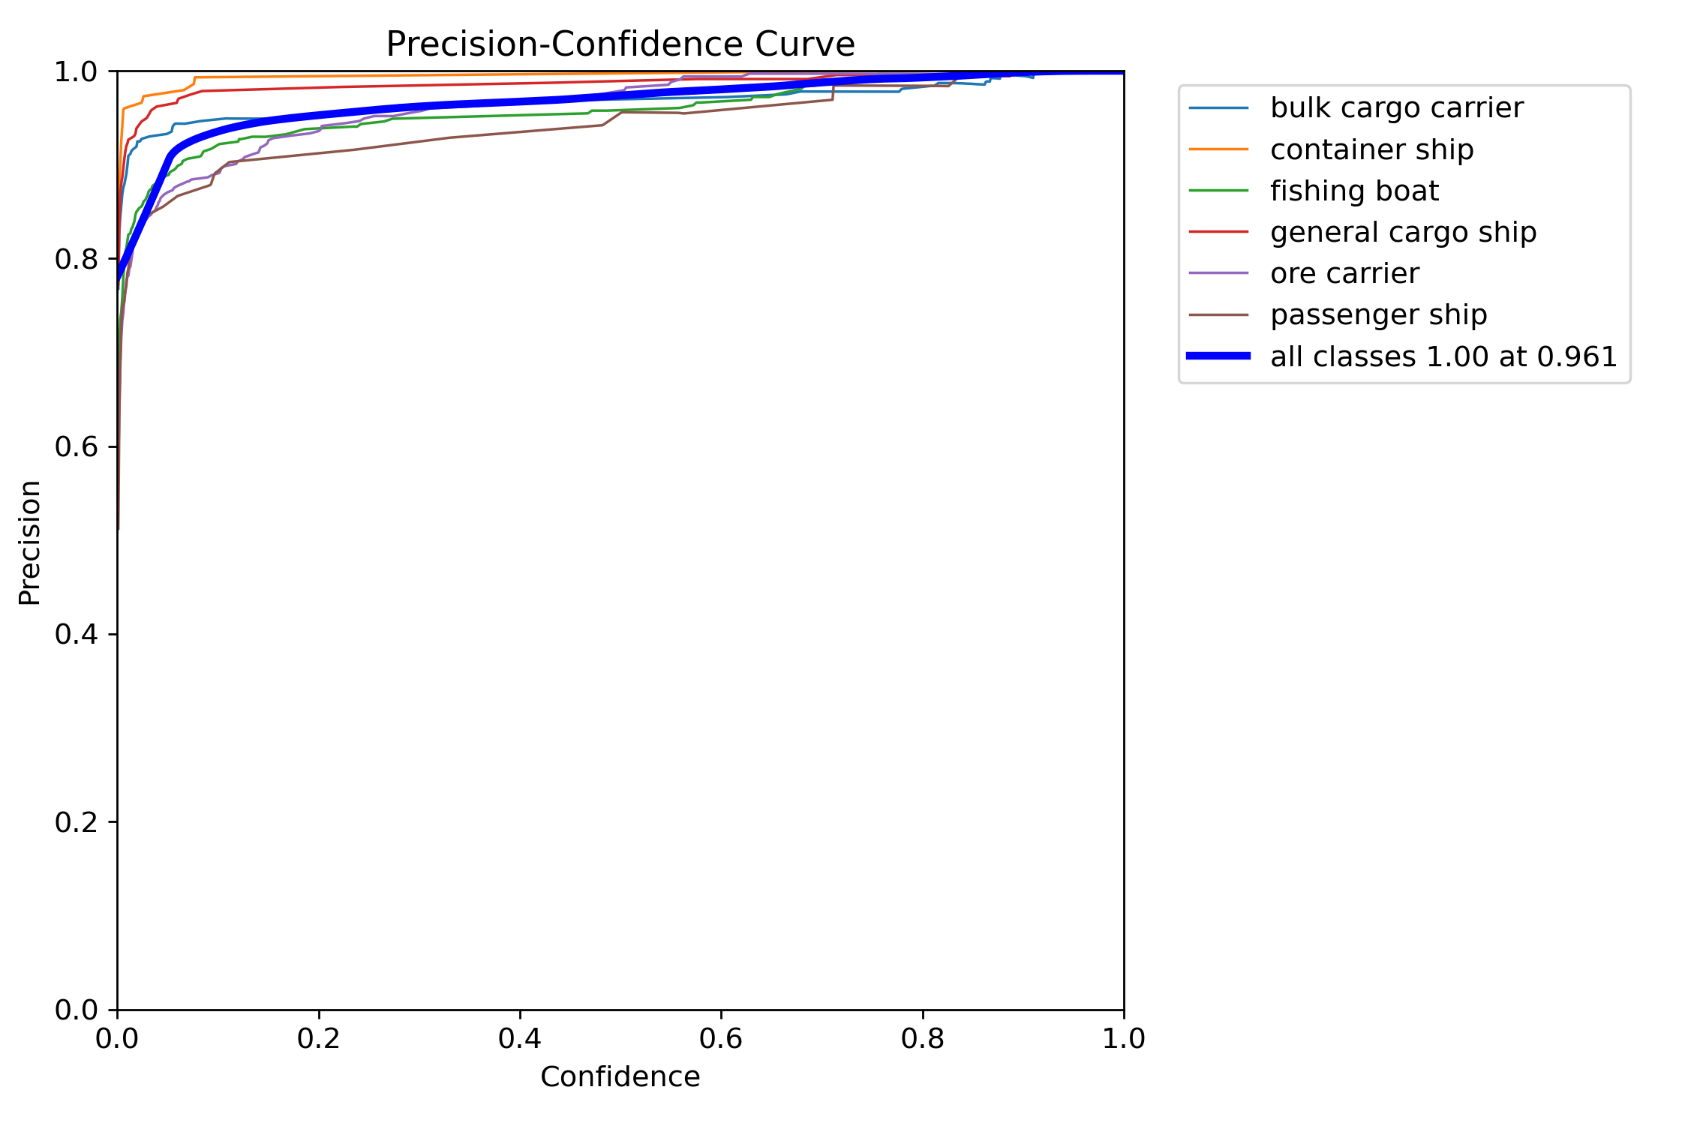 Precision-Confidence Curve
1.0
0.8
0.6
0.4
0.2
0.0
Precision
0.0 0.2 0.4 0.6 0.8 1.0
Confidence
bulk cargo carrier
container ship
fishing boat
general cargo ship
ore carrier
passenger ship
all classes 1.00 at 0.961